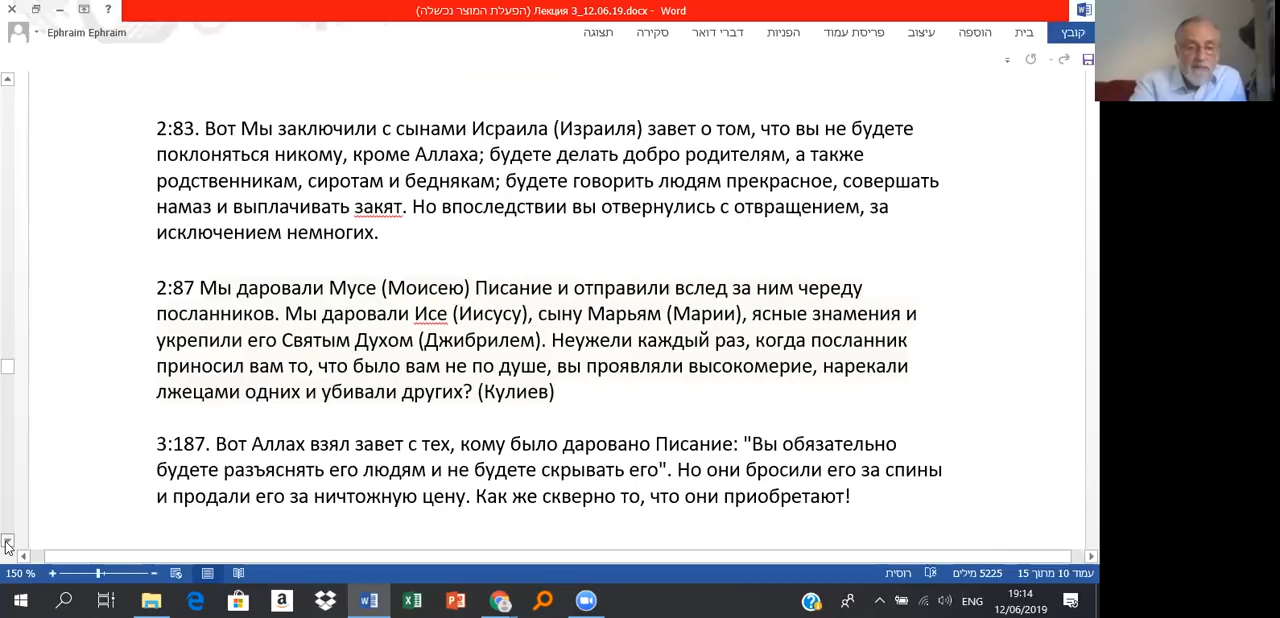 (הפעלת המוצר נכשלה) Лекция 3_12.06.19.docx - Word
Ephraim Ephraim
קובץ
בית
הוספה
עיצוב
פריסת עמוד
הפניות
דברי דואר
סקירה
תצוגה
2:83. Вот Мы заключили с сынами Исраила (Израиля) завет о том, что вы не будете
поклоняться никому, кроме Аллаха; будете делать добро родителям, а также
родственникам, сиротам и беднякам; будете говорить людям прекрасное, совершать
намаз и выплачивать закят. Но впоследствии вы отвернулись с отвращением, за
исключением немногих.
2:87 Мы даровали Мусе (Моисею) Писание и отправили вслед за ним череду
посланников. Мы даровали Исе (Иисусу), сыну Марьям (Марии), ясные знамения и
укрепили его Святым Духом (Джибрилем). Неужели каждый раз, когда посланник
приносил вам то, что было вам не по душе, вы проявляли высокомерие, нарекали
лжецами одних и убивали других? (Кулиев)
3:187. Вот Аллах взял завет с тех, кому было даровано Писание: "Вы обязательно
будете разъяснять его людям и не будете скрывать его". Но они бросили его за спины
и продали его за ничтожную цену. Как же скверно то, что они приобретают!
150 %
רוסית
5225 מילים
עמוד 10 מתוך 15
ENG
19:14
12/06/2019